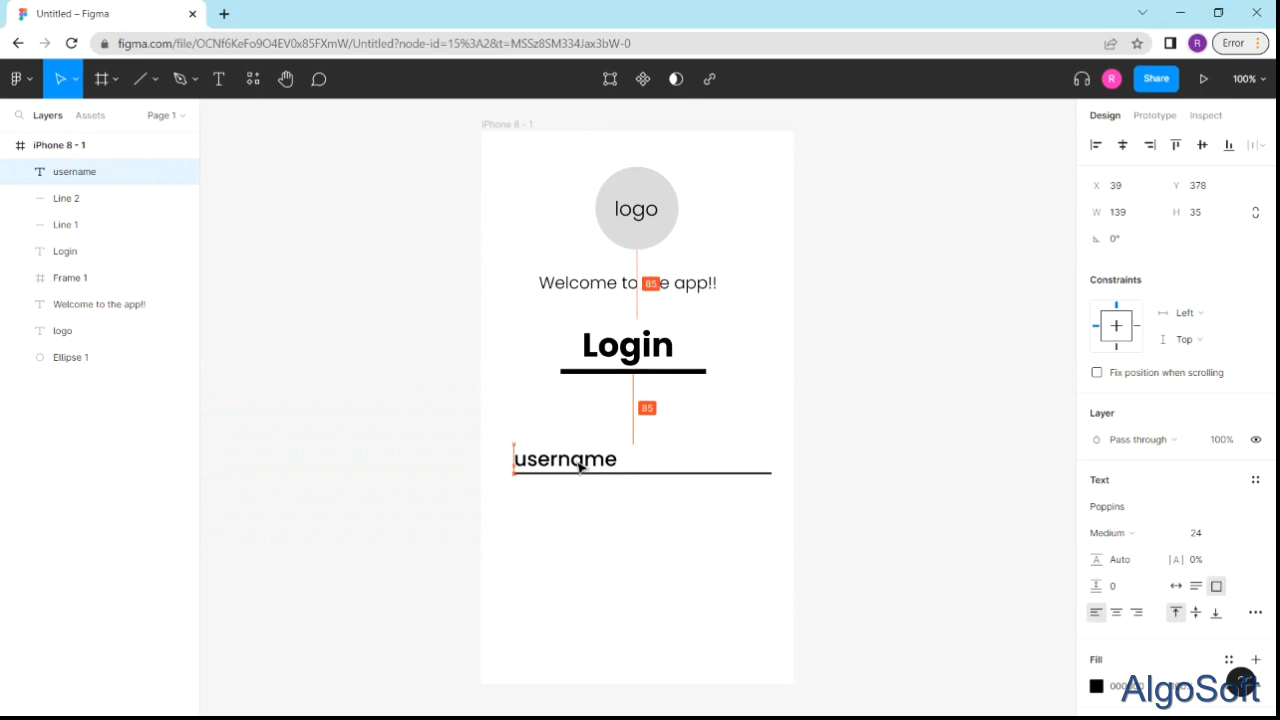 Untitled – Figma
figma.com/file/OCNf6KeFo9O4EV0x85FXmW/Untitled?node-id=15%3A2&t=MSSz8SM334Jax3bW-0
R
Error
R
Share
100%
Layers
Assets
Page 1
iPhone 8 - 1
username
Line 2
Line 1
Login
Frame 1
Welcome to the app!!
logo
Ellipse 1
iPhone 8 - 1
logo
Welcome to e app!!
85
Login
85
username
Design
Prototype
Inspect
X 39
Y 378
W 139
H 35
0°
Constraints
Left
Top
Fix position when scrolling
Layer
Pass through
100%
Text
Poppins
Medium
24
Auto
|A| 0%
0
Fill
AlgoSoft